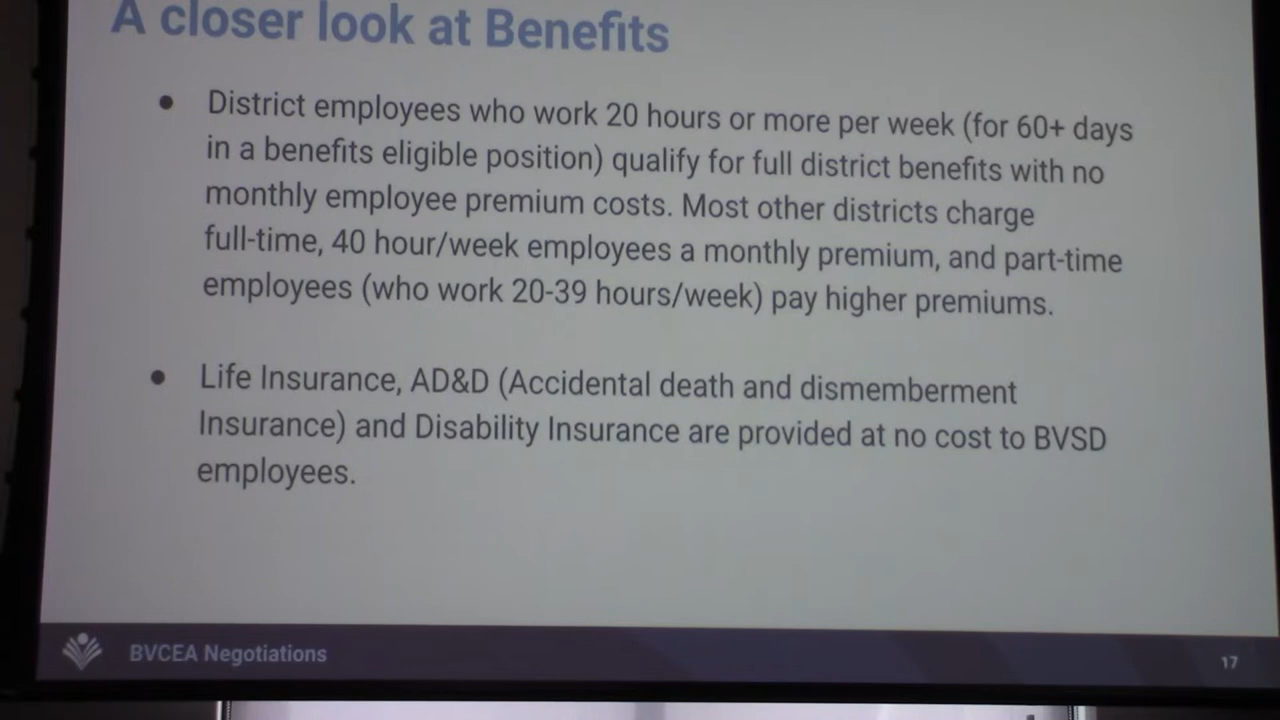 A closer look at Benefits
● District employees who work 20 hours or more per week (for 60+ days
in a benefits eligible position) qualify for full district benefits with no
monthly employee premium costs. Most other districts charge
full-time, 40 hour/week employees a monthly premium, and part-time
employees (who work 20-39 hours/week) pay higher premiums.
● Life Insurance, AD&D (Accidental death and dismemberment
Insurance) and Disability Insurance are provided at no cost to BVSD
employees.
BVCEA Negotiations
17